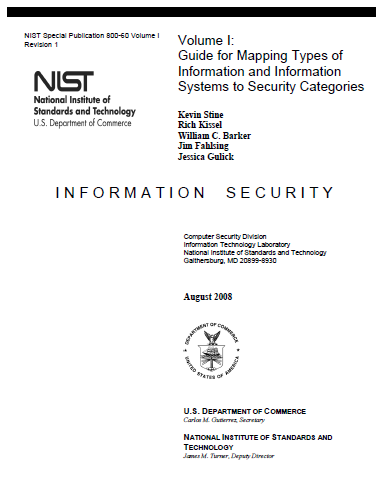 NIST Special Publication 800-60 Volume I
Revision 1
NIST
National Institute of
Standards and Technology
U.S. Department of Commerce
Volume I:
Guide for Mapping Types of
Information and Information
Systems to Security Categories
Kevin Stine
Rich Kissel
William C. Barker
Jim Fahlsing
Jessica Gulick
INFORMATION SECURITY
Computer Security Division
Information Technology Laboratory
National Institute of Standards and Technology
Gaithersburg, MD 20899-8930
August 2008
DEPARTMENT OF COMMERCE
UNITED STATES OF AMERICA
U.S. DEPARTMENT OF COMMERCE
Carlos M. Gutierrez, Secretary
NATIONAL INSTITUTE OF STANDARDS AND
TECHNOLOGY
James M. Turner, Deputy Director